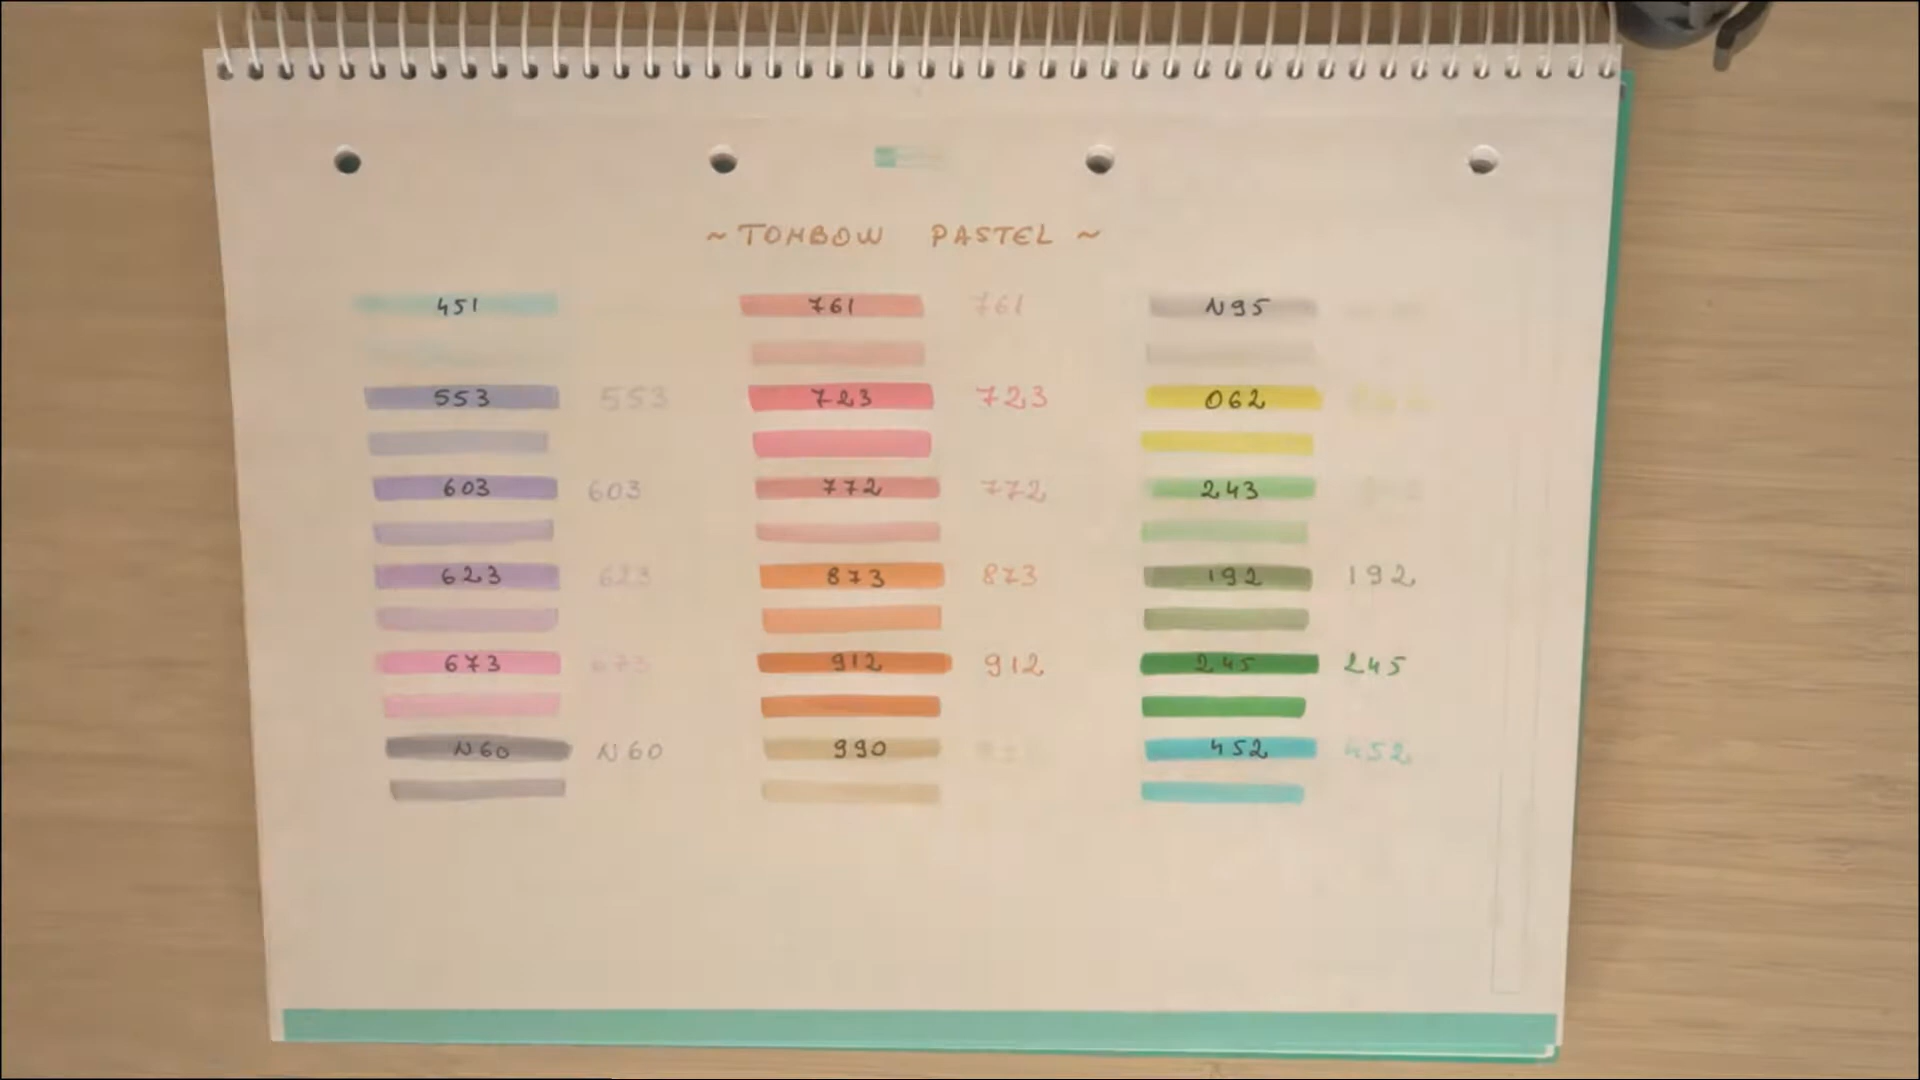 ~ TOMBOW PASTEL ~
451 761 761 N95
553 553 723 723 062
603 603 772 772 243
623 623 873 873 192 192
673 673 912 912 245 245
N60 N60 990 452 452